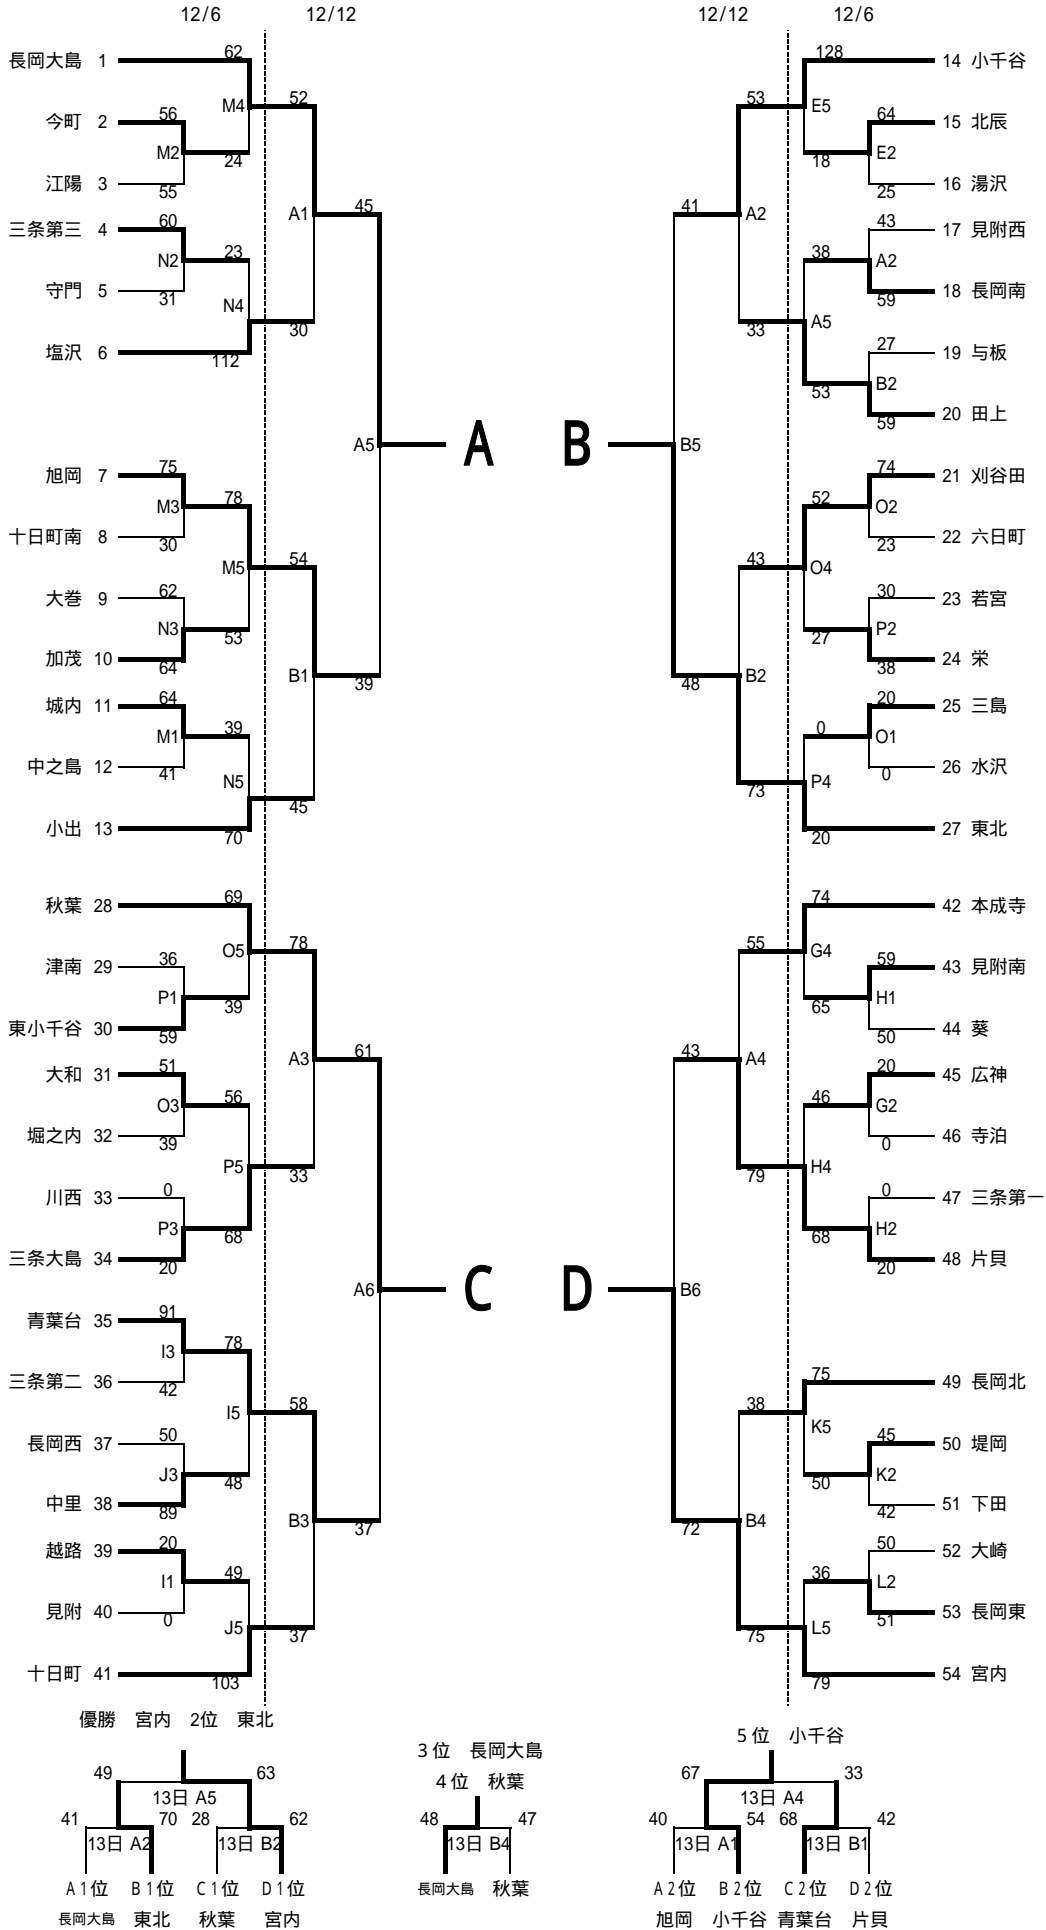 12/6 12/12 12/12 12/6
62 128
長岡大島 1 14 小千谷
52 53
M4 E5
56 64
今町 2 15 北辰
M2 E2
24 18
江陽 3 16 湯沢
55 25
60 45 41 43
三条第三 4 A1 A2 17 見附西
23 38
N2 A2
守門 5 18 長岡南
31 59
N4 A5
30 33
27
塩沢 6 19 与板
112
B2
53
20 田上
59
A5 A B B5
75 74
旭岡 7 21 刈谷田
78 52
M3 O2
十日町南 8 22 六日町
30 23
54 43
M5 O4
62 30
大巻 9 23 若宮
N3 P2
53 27
加茂 10 24 栄
64 38
B1 39 48 B2
64 20
城内 11 25 三島
39 0
M1 O1
中之島 12 26 水沢
41 0
N5 P4
45 73
小出 13 27 東北
70 20
69 74
秋葉 28 42 本成寺
78 55
O5 G4
36 59
津南 29 43 見附南
P1 H1
39 65
東小千谷 30 44 葵
59 50
A3 61 43 A4
51 20
大和 31 45 広神
56 46
O3 G2
堀之内 32 46 寺泊
39 0
P5 H4
33 79
0 0
川西 33 47 三条第一
P3 H2
68 68
三条大島 34 48 片貝
20 20
A6 C D B6
91
青葉台 35
78 75
I3
三条第二 36 49 長岡北
42
58 38
I5 K5
50 45
長岡西 37 50 堤岡
J3 K2
48 50
中里 38 51 下田
89 42
B3 37 72 B4
20 50
越路 39 52 大崎
49 36
I1 L2
見附 40 53 長岡東
0 51
J5 L5
37 75
十日町 41 54 宮内
103 79
優勝 宮内 2位 東北
5位 小千谷
3位 長岡大島
4位 秋葉
49 63 67 33
13日 A5 13日 A4
41 70 28 62 48 47 40 54 68 42
13日 A2 13日 B2 13日 B4 13日 A1 13日 B1
A1位 B1位 C1位 D1位 長岡大島 秋葉 A2位 B2位 C2位 D2位
長岡大島 東北 秋葉 宮内 旭岡 小千谷 青葉台 片貝